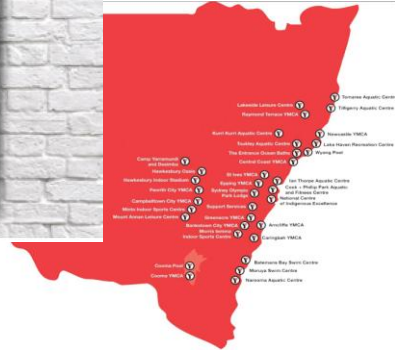 Tomaree Aquatic Centre
Lakeside Leisure Centre
Tilligerry Aquatic Centre
Raymond Terrace YMCA
Kurri Kurri Aquatic Centre
Newcastle YMCA
Toukley Aquatic Centre
Lake Haven Recreation Centre
The Entrance Ocean Baths
Wyong Pool
Central Coast YMCA
Camp Yarramundi
and Dooralba
Hawkesbury Oasis
Hawkesbury Indoor Stadium
Penrith City YMCA
Campbelltown City YMCA
Minto Indoor Sports Centre
Mount Annan Leisure Centre
St Ives YMCA
Epping YMCA
Sydney Olympic
Park Lodge
Support Services
Greenacre YMCA
Bankstown City YMCA
Morris Iemma
Indoor Sports Centre
Ian Thorpe Aquatic Centre
Cook + Phillip Park Aquatic
and Fitness Centre
National Centre
of Indigenous Excellence
Arncliffe YMCA
Caringbah YMCA
Cooma Pool
Cooma YMCA
Batemans Bay Swim Centre
Moruya Swim Centre
Narooma Aquatic Centre